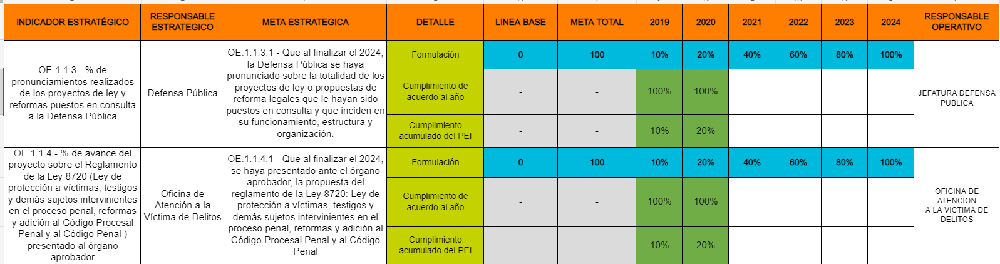 INDICADOR ESTRATÉGICO
RESPONSABLE
ESTRATEGICO
META ESTRATEGICA
DETALLE
LINEA BASE
META TOTAL
2019
2020
2021
2022
2023
2024
RESPONSABLE
OPERATIVO
OE.1.1.3 - % de
pronunciamientos realizados
de los proyectos de ley y
reformas puestos en consulta
a la Defensa Pública
Defensa Pública
OE.1.1.3.1 - Que al finalizar el 2024,
la Defensa Pública se haya
pronunciado sobre la totalidad de los
proyectos de ley o propuestas de
reforma legales que le hayan sido
puestos en consulta y que inciden en
su funcionamiento, estructura y
organización.
Formulación
0
100
10%
20%
40%
60%
80%
100%
Cumplimiento de
acuerdo al año
-
-
100%
100%
Cumplimiento
acumulado del PEI
-
-
10%
20%
JEFATURA DEFENSA
PUBLICA
OE.1.1.4 - % de avance del
proyecto sobre el Reglamento
de la Ley 8720 (Ley de
protección a víctimas, testigos
y demás sujetos intervinientes
en el proceso penal, reformas
y adición al Código Procesal
Penal y al Código Penal )
presentado al órgano
aprobador
Oficina de
Atención a la
Víctima de Delitos
OE.1.1.4.1 - Que al finalizar el 2024,
se haya presentado ante el órgano
aprobador, la propuesta del
reglamento de la Ley 8720: Ley de
protección a víctimas, testigos y
demás sujetos intervinientes en el
proceso penal, reformas y adición al
Código Procesal Penal y al Código
Penal
Formulación
0
100
10%
20%
40%
60%
80%
100%
Cumplimiento de
acuerdo al año
-
-
100%
100%
Cumplimiento
acumulado del PEI
-
-
10%
20%
OFICINA DE
ATENCION
A LA VICTIMA DE
DELITOS